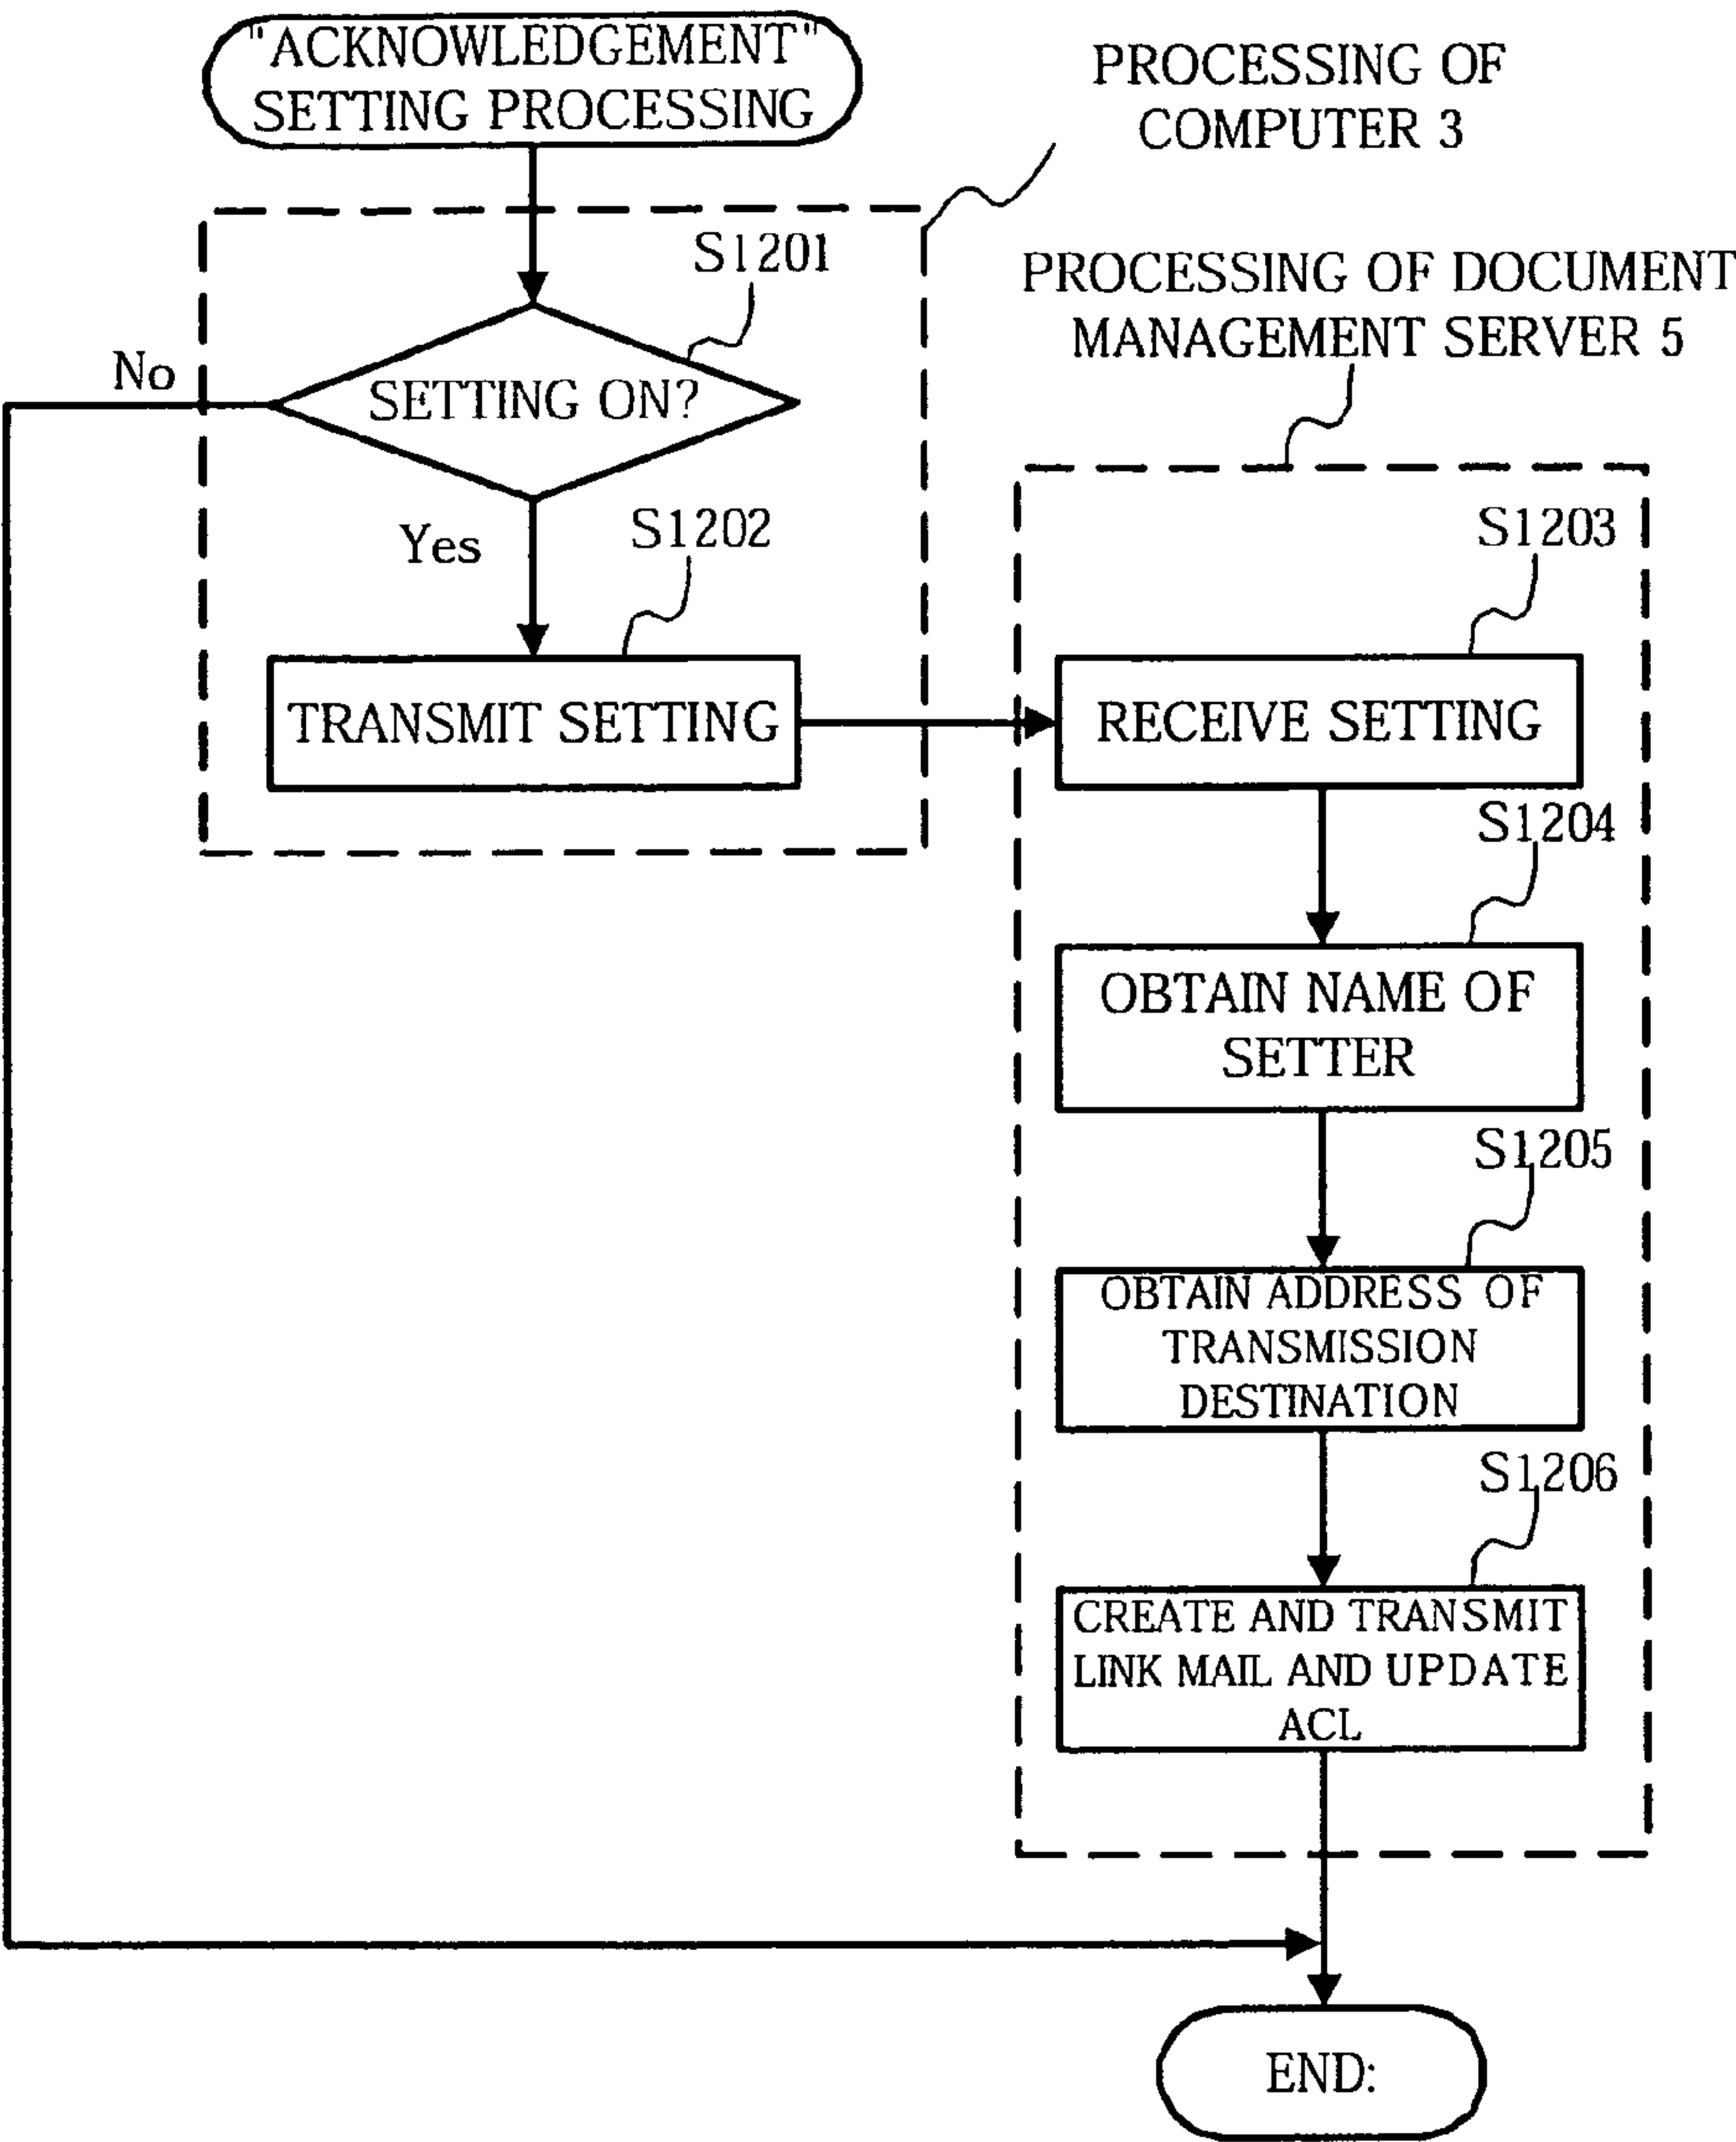 "ACKNOWLEDGEMENT"
SETTING PROCESSING
PROCESSING OF
COMPUTER 3
S1201
PROCESSING OF DOCUMENT
MANAGEMENT SERVER 5
No
SETTING ON?
Yes
S1202
S1203
TRANSMIT SETTING
RECEIVE SETTING
S1204
OBTAIN NAME OF
SETTER
S1205
OBTAIN ADDRESS OF
TRANSMISSION
DESTINATION
S1206
CREATE AND TRANSMIT
LINK MAIL AND UPDATE
ACL
END: